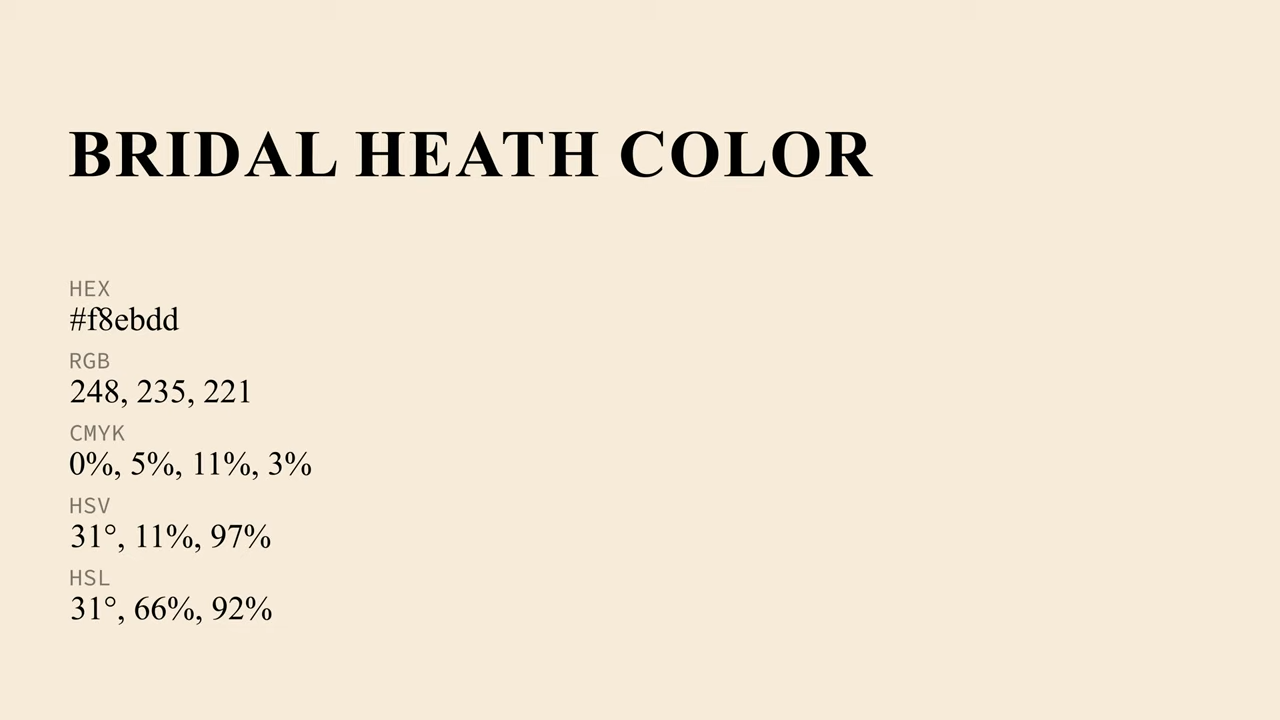 BRIDAL HEATH COLOR
HEX
#f8ebdd
RGB
248, 235, 221
CMYK
0%, 5%, 11%, 3%
HSV
31°, 11%, 97%
HSL
31°, 66%, 92%